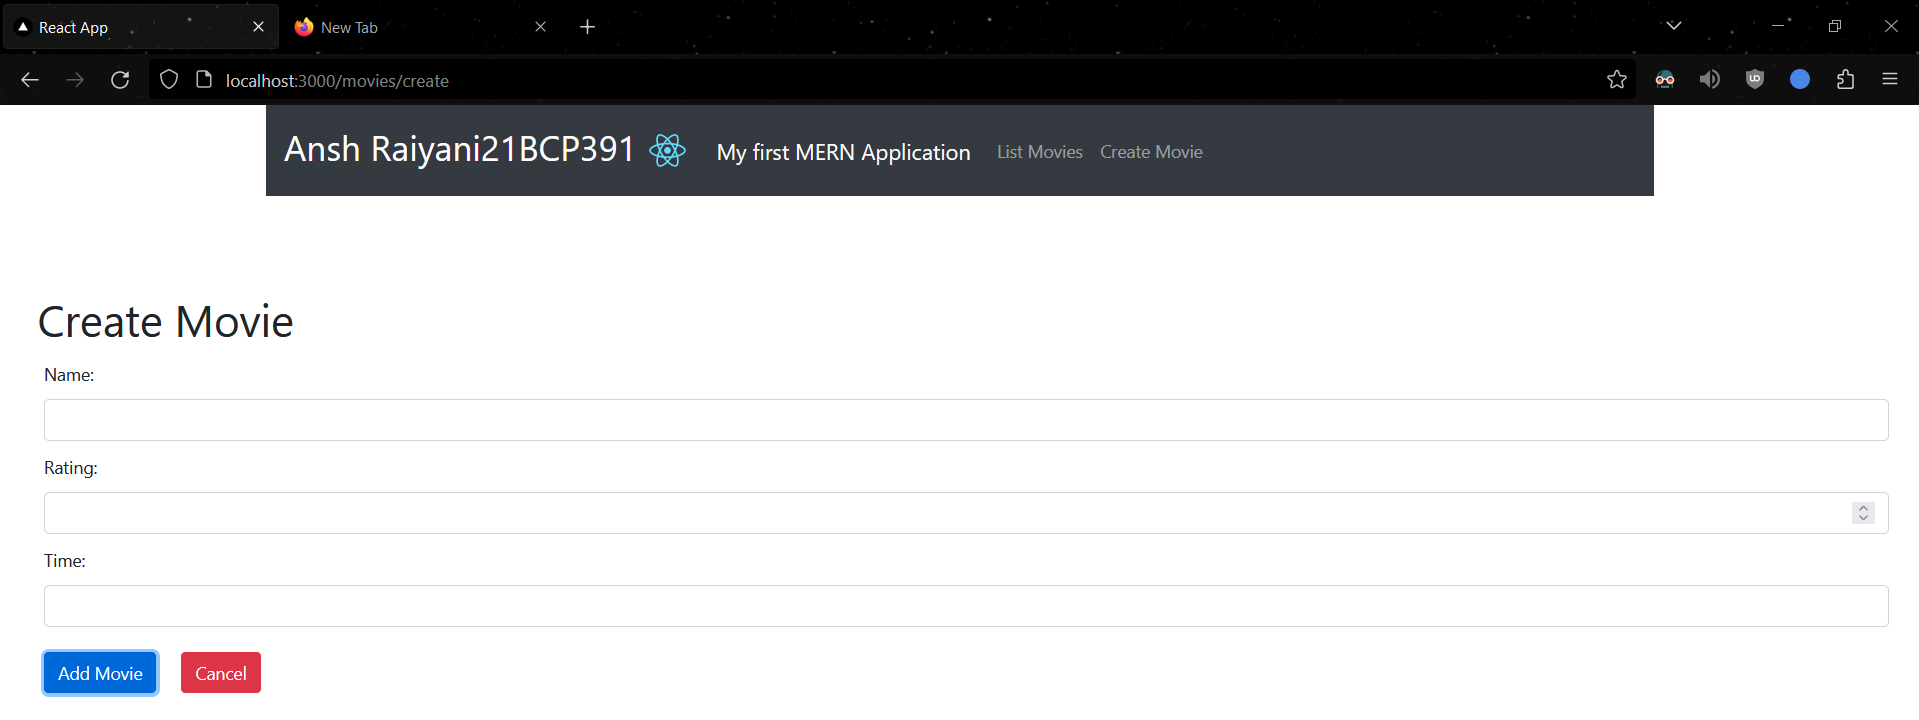 React App
New Tab
localhost:3000/movies/create
Ansh Raiyani21BCP391 My first MERN Application List Movies Create Movie
Create Movie
Name:
Rating:
Time:
Add Movie Cancel